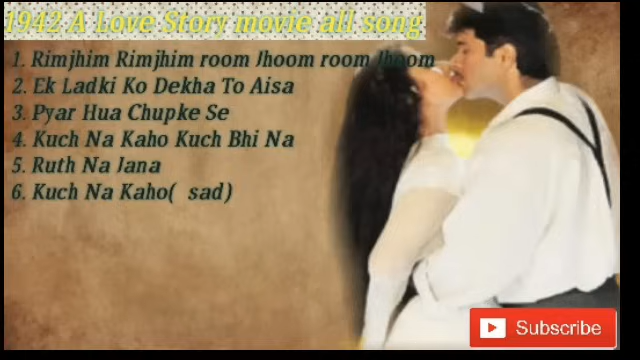 1942 A Love Story movie all song
1. Rimjhim Rimjhim room Jhoom room Jhoom
2. Ek Ladki Ko Dekha To Aisa
3. Pyar Hua Chupke Se
4. Kuch Na Kaho Kuch Bhi Na
5. Ruth Na Jana
6. Kuch Na Kaho( sad)
Subscribe